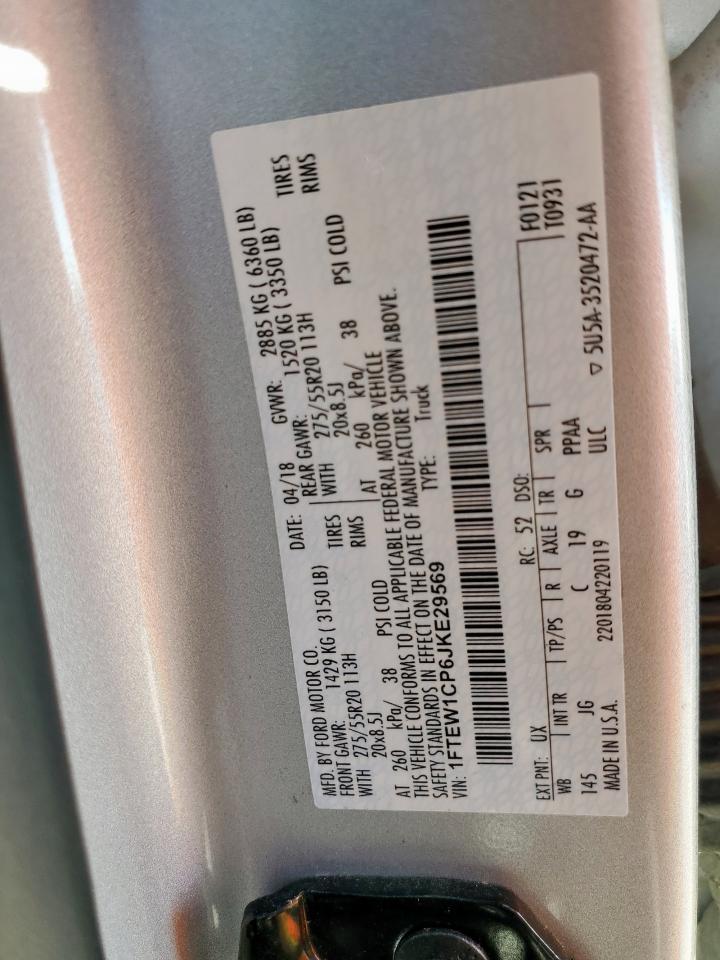 MFD. BY FORD MOTOR CO. DATE: 04/18 GVWR: 2885 KG ( 6360 LB)
FRONT GAWR: 1429 KG ( 3150 LB) REAR GAWR: 1520 KG ( 3350 LB)
WITH 275/55R20 113H TIRES WITH 275/55R20 113H TIRES
20x8.5J RIMS 20x8.5J RIMS
AT 260 kPa/ 38 PSI COLD AT 260 kPa/ 38 PSI COLD
THIS VEHICLE CONFORMS TO ALL APPLICABLE FEDERAL MOTOR VEHICLE
SAFETY STANDARDS IN EFFECT ON THE DATE OF MANUFACTURE SHOWN ABOVE.
VIN: 1FTEW1CP6JKE29569 TYPE: Truck
EXT PNT: UX RC: 52 DSO: F0121
WB INT TR TP/PS R AXLE TR SPR T0931
145 JG C 19 G PPAA
MADE IN U.S.A. 2201804220119 ULC ▽ 5U5A-3520472-AA